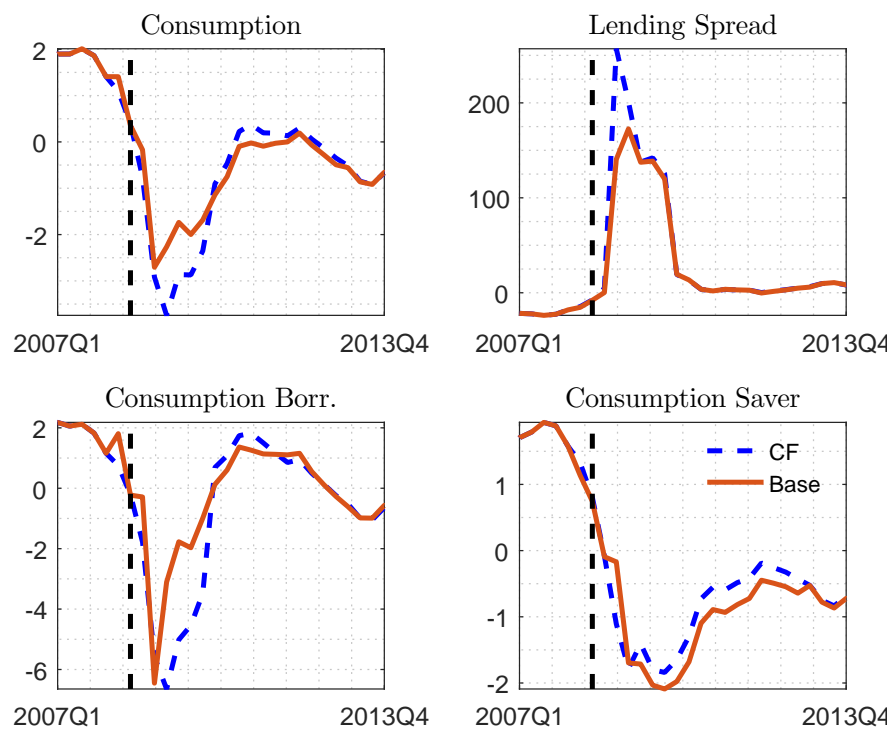 Consumption
2
0
-2
2007Q1 2013Q4
Lending Spread
200
100
0
2007Q1 2013Q4
Consumption Borr.
2
0
-2
-4
-6
2007Q1 2013Q4
Consumption Saver
CF
Base
1
0
-1
-2
2007Q1 2013Q4